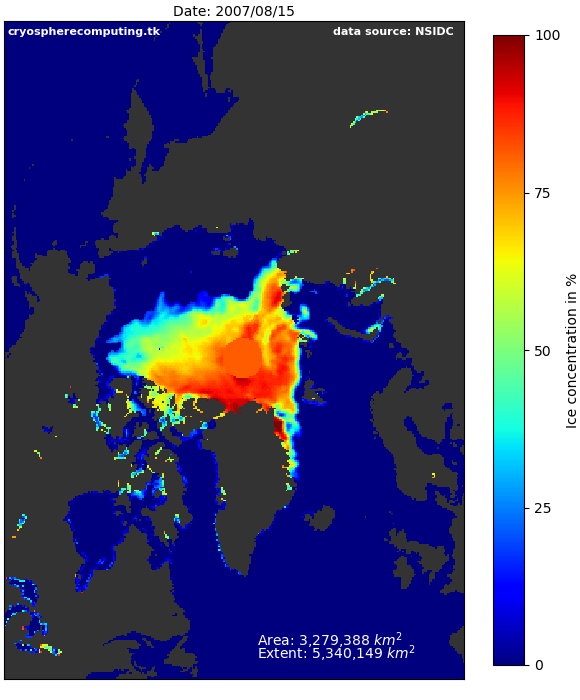 Date: 2007/08/15
cryospherecomputing.tk
data source: NSIDC
100
75
50
25
0
Ice concentration in %
Area: 3,279,388 km²
Extent: 5,340,149 km²